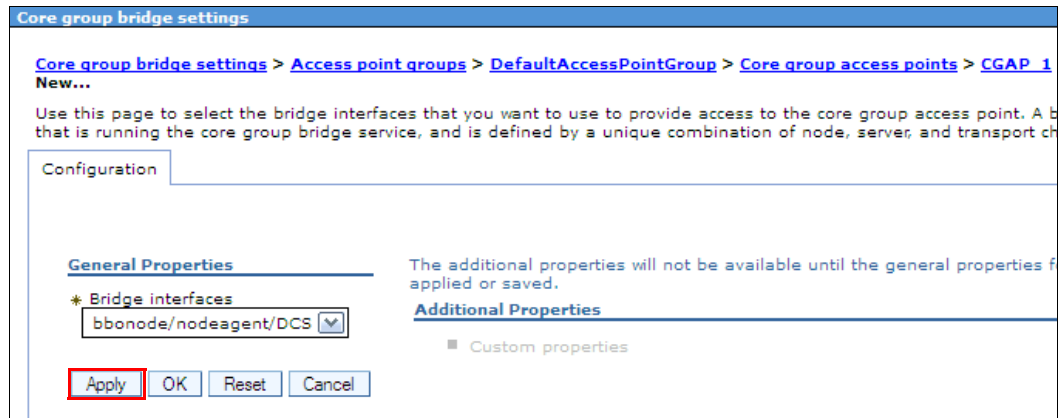 Core group bridge settings
Core group bridge settings > Access point groups > DefaultAccessPointGroup > Core group access points > CGAP_1
New...
Use this page to select the bridge interfaces that you want to use to provide access to the core group access point. A
that is running the core group bridge service, and is defined by a unique combination of node, server, and transport
Configuration
General Properties
The additional properties will not be available until the general properties
applied or saved.
* Bridge interfaces
Additional Properties
bbonode/nodeagent/DCS
Custom properties
Apply OK Reset Cancel